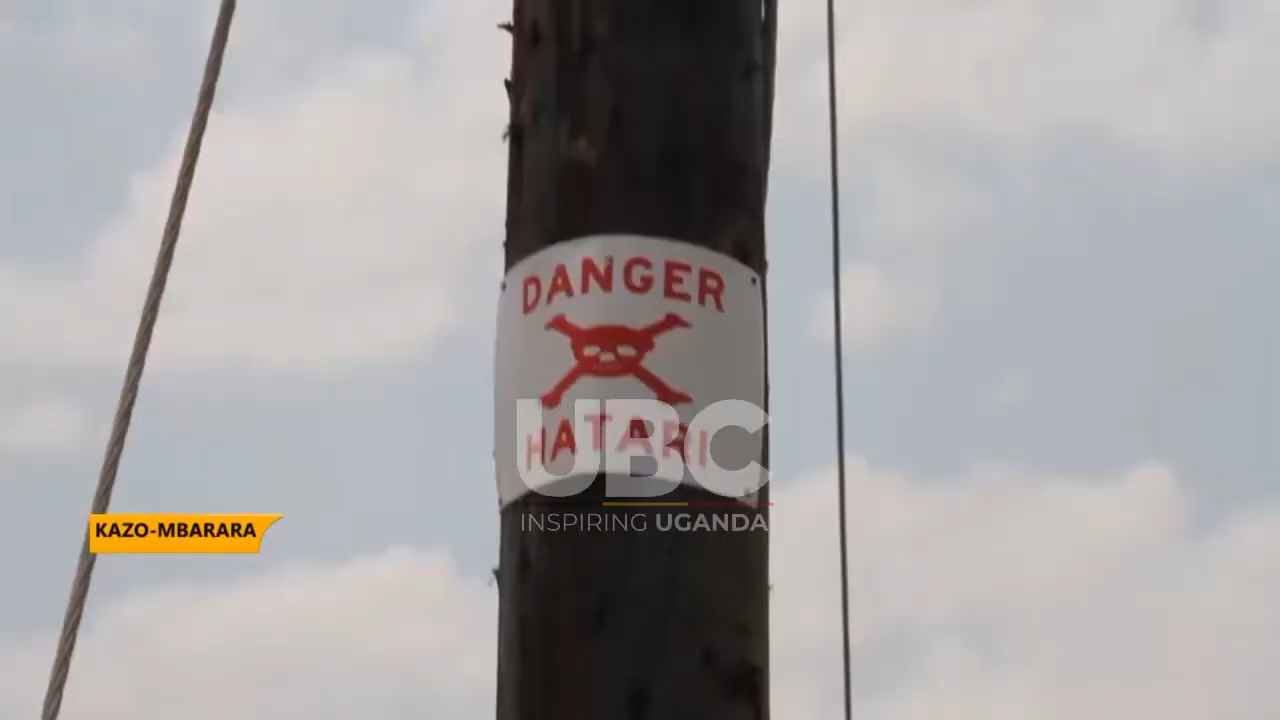 DANGER
HATARI
UBC
INSPIRING UGANDA
KAZO-MBARARA